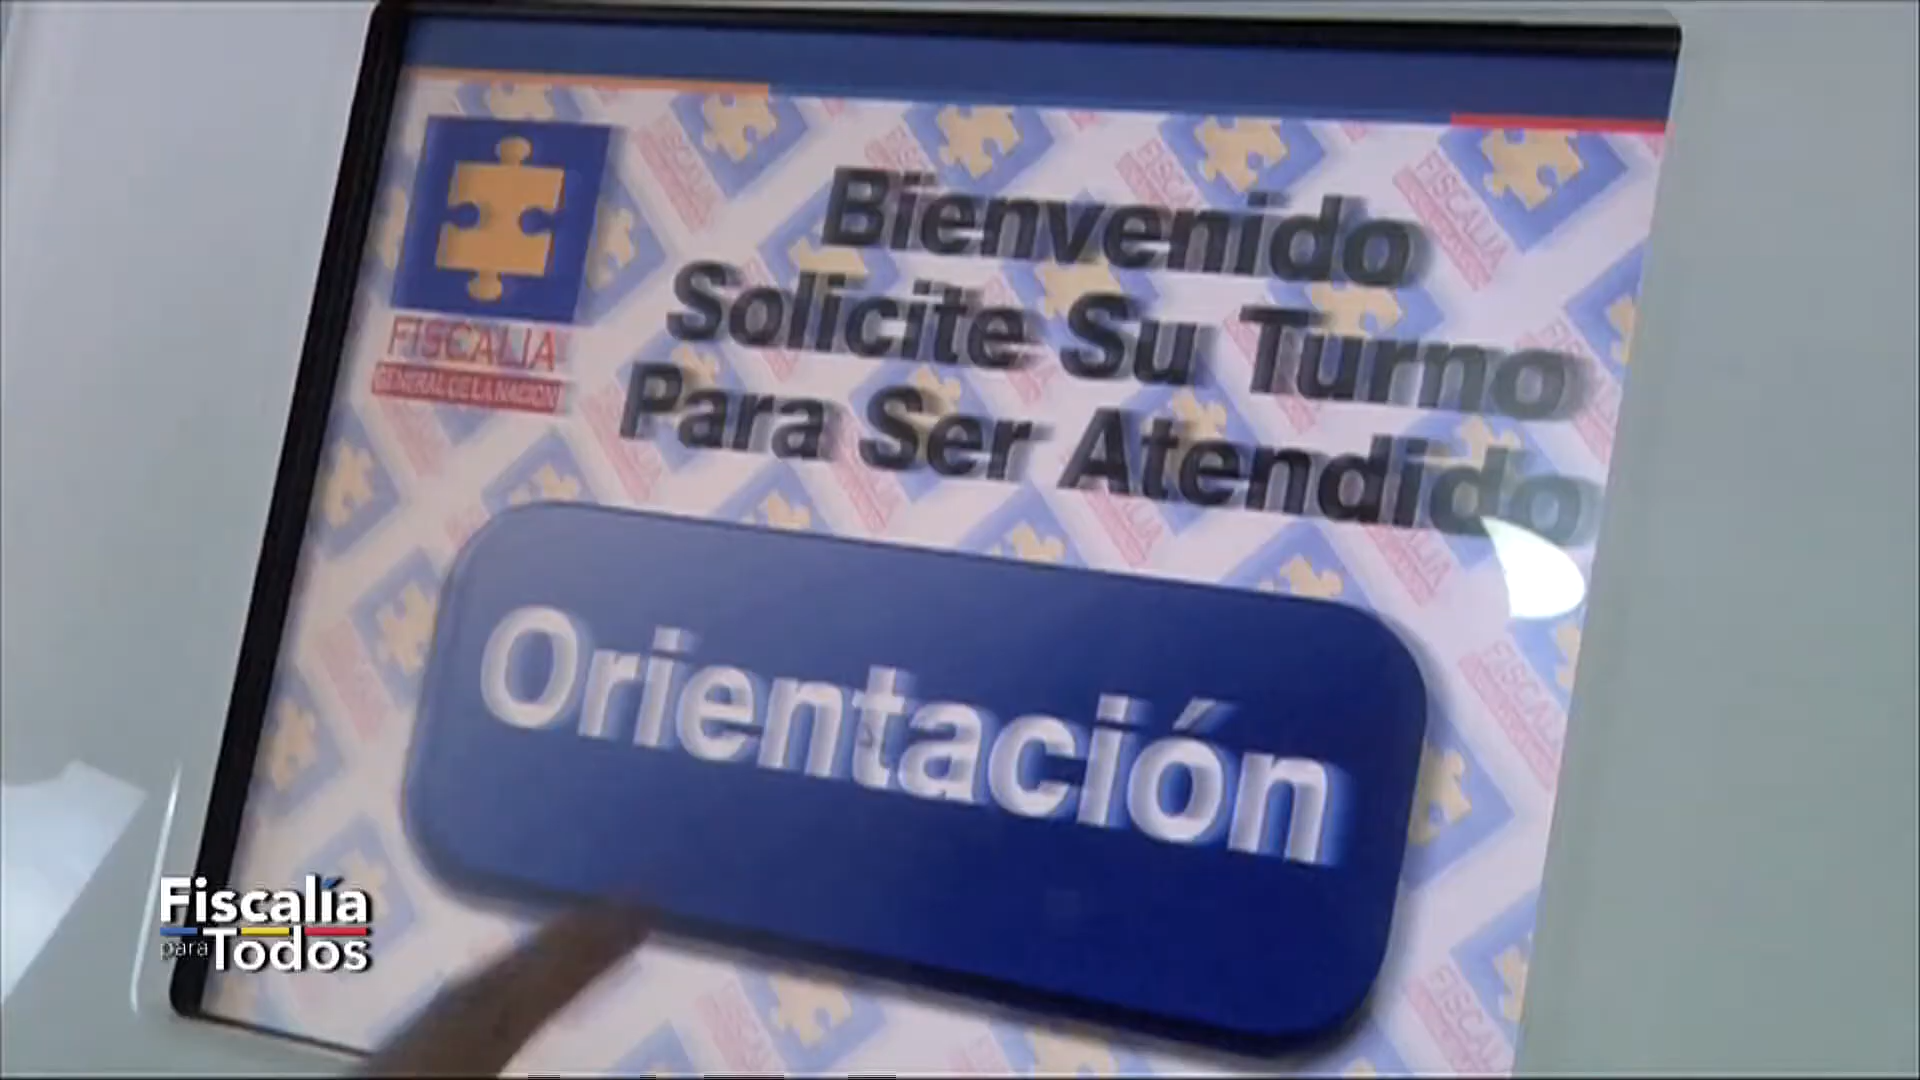 Bienvenido
Solicite Su Turno
Para Ser Atendido
FISCALIA
GENERAL DE LA NACION
Orientación
Fiscalía
para Todos